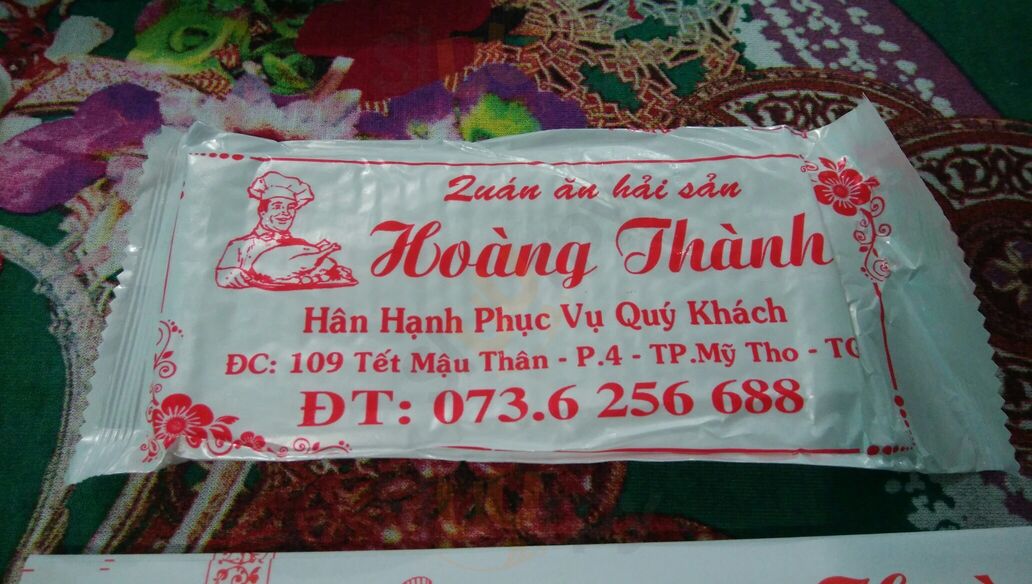 Quán ăn hải sản
Hoàng Thành
Hân Hạnh Phục Vụ Quý Khách
ĐC: 109 Tết Mậu Thân - P.4 - TP.Mỹ Tho - TG
ĐT: 073.6 256 688